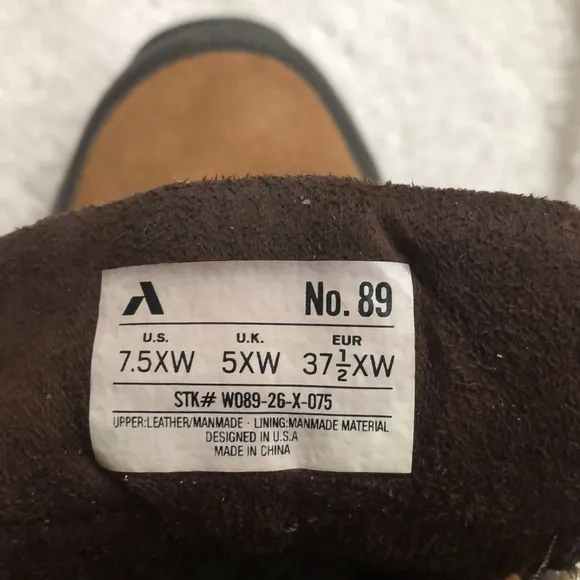 No. 89
U.S. U.K. EUR
7.5XW 5XW 37½XW
STK# W089-26-X-075
UPPER:LEATHER/MANMADE · LINING:MANMADE MATERIAL
DESIGNED IN U.S.A
MADE IN CHINA